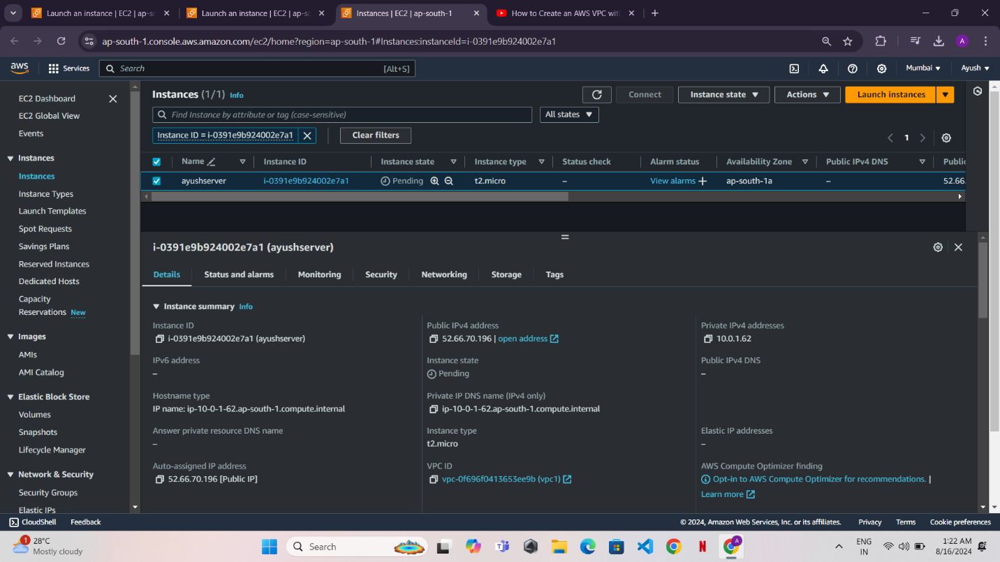 Launch an instance | EC2 | ap-so
Launch an instance | EC2 | ap-so
Instances | EC2 | ap-south-1
How to Create an AWS VPC with
ap-south-1.console.aws.amazon.com/ec2/home?region=ap-south-1#Instances:instanceId=i-0391e9b924002e7a1
A
aws
Services
Search
[Alt+S]
Mumbai
Ayush
EC2 Dashboard
EC2 Global View
Events
Instances
Instances
Instance Types
Launch Templates
Spot Requests
Savings Plans
Reserved Instances
Dedicated Hosts
Capacity
Reservations New
Images
AMIs
AMI Catalog
Elastic Block Store
Volumes
Snapshots
Lifecycle Manager
Network & Security
Security Groups
Elastic IPs
Instances (1/1) Info
Connect
Instance state
Actions
Launch instances
Find Instance by attribute or tag (case-sensitive)
All states
Instance ID = i-0391e9b924002e7a1
Clear filters
1
Name
Instance ID
Instance state
Instance type
Status check
Alarm status
Availability Zone
Public IPv4 DNS
Public
ayushserver
i-0391e9b924002e7a1
Pending
t2.micro
–
View alarms +
ap-south-1a
–
52.66.
i-0391e9b924002e7a1 (ayushserver)
Details
Status and alarms
Monitoring
Security
Networking
Storage
Tags
Instance summary Info
Instance ID
i-0391e9b924002e7a1 (ayushserver)
Public IPv4 address
52.66.70.196 | open address
Private IPv4 addresses
10.0.1.62
IPv6 address
–
Instance state
Pending
Public IPv4 DNS
–
Hostname type
IP name: ip-10-0-1-62.ap-south-1.compute.internal
Private IP DNS name (IPv4 only)
ip-10-0-1-62.ap-south-1.compute.internal
Answer private resource DNS name
–
Instance type
t2.micro
Elastic IP addresses
–
Auto-assigned IP address
52.66.70.196 [Public IP]
VPC ID
vpc-0f696f0413653ee9b (vpc1)
AWS Compute Optimizer finding
Opt-in to AWS Compute Optimizer for recommendations. |
Learn more
CloudShell
Feedback
© 2024, Amazon Web Services, Inc. or its affiliates.
Privacy
Terms
Cookie preferences
1
28°C
Mostly cloudy
Search
N
A
ENG
IN
1:22 AM
8/16/2024